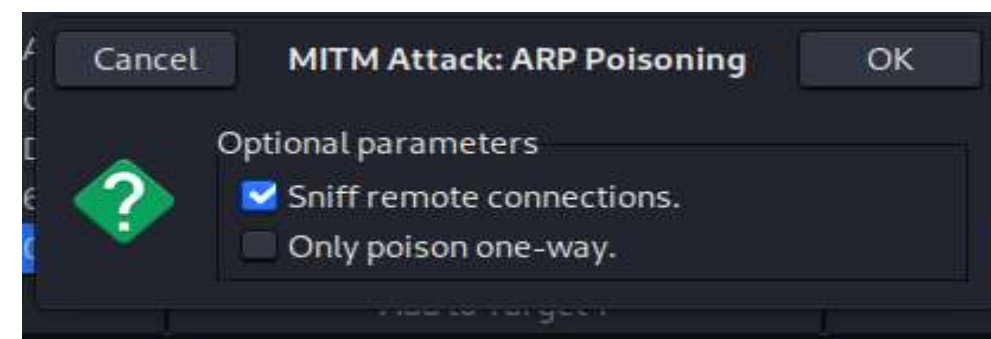 Cancel MITM Attack: ARP Poisoning OK
Optional parameters
Sniff remote connections.
Only poison one-way.